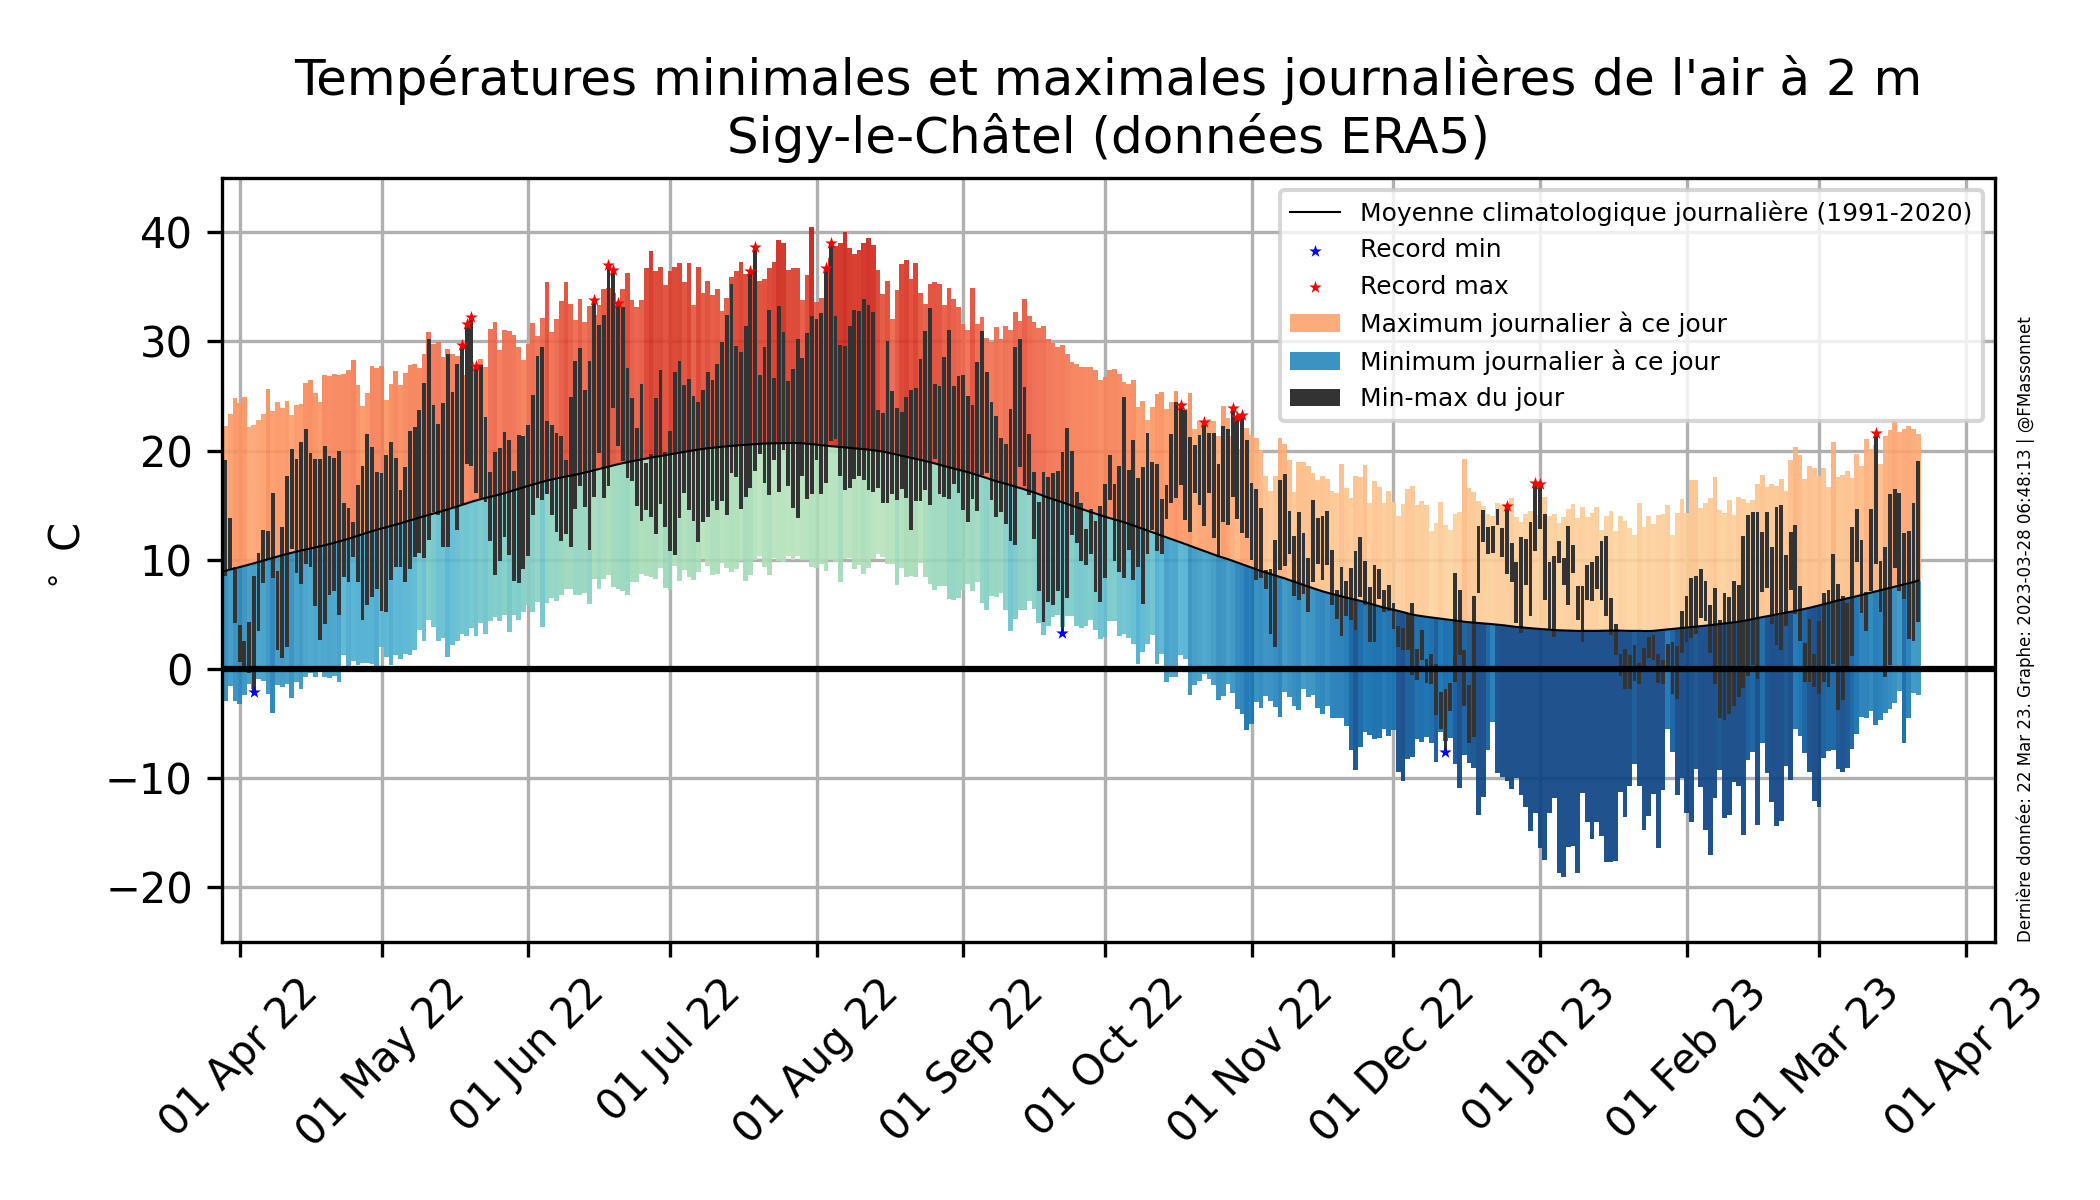 Températures minimales et maximales journalières de l'air à 2 m
Sigy-le-Châtel (données ERA5)
Moyenne climatologique journalière (1991-2020)
Record min
Record max
Maximum journalier à ce jour
Minimum journalier à ce jour
Min-max du jour
° C
40
30
20
10
0
−10
−20
01 Apr 22
01 May 22
01 Jun 22
01 Jul 22
01 Aug 22
01 Sep 22
01 Oct 22
01 Nov 22
01 Dec 22
01 Jan 23
01 Feb 23
01 Mar 23
01 Apr 23
Dernière donnée: 22 Mar 23. Graphe: 2023-03-28 06:48:13 | @FMassonnet